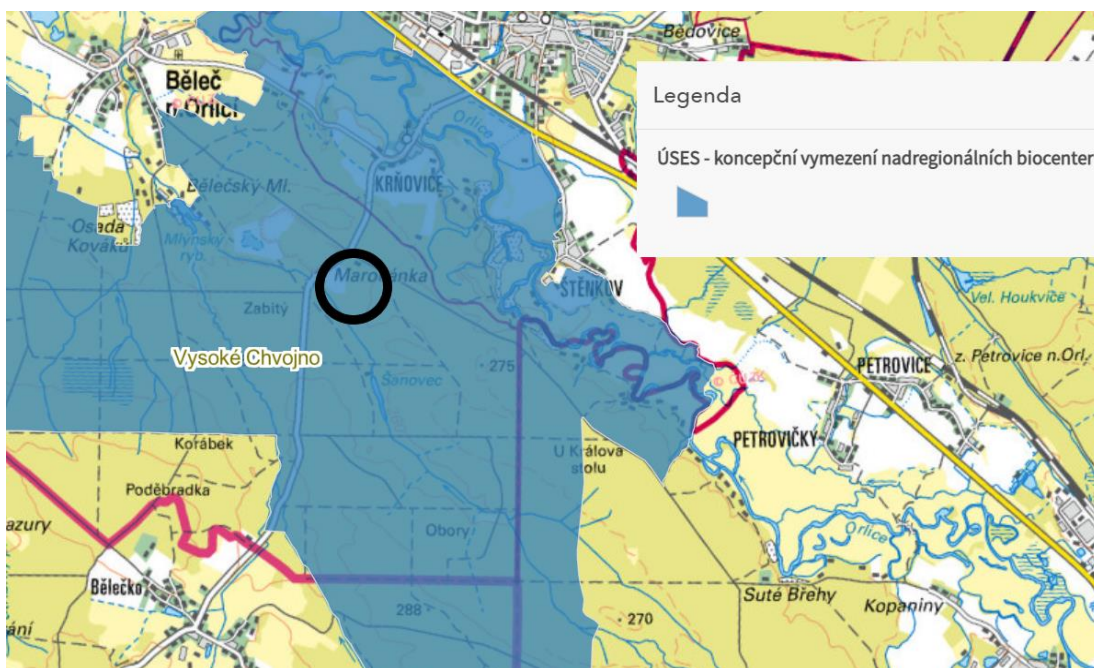 Bědovice
Legenda
ÚSES - koncepční vymezení nadregionálních biocenter
Běleč
n Orlicí
Orlice
KRŇOVICE
Bělečský Ml.
Osada
Kováků
Mlýnský
ryb.
Zabitý
ŠTĚNKOV
Vel. Houkvice
Vysoké Chvojno
275
Šanovec
z. Petrovice n.Orl.
PETROVICE
PETROVIČKY
Korábek
U Králova
stolu
Poděbradka
azury
Obory
Orlice
Bělečko
Suté Břehy
Kopaniny
288
270
ání